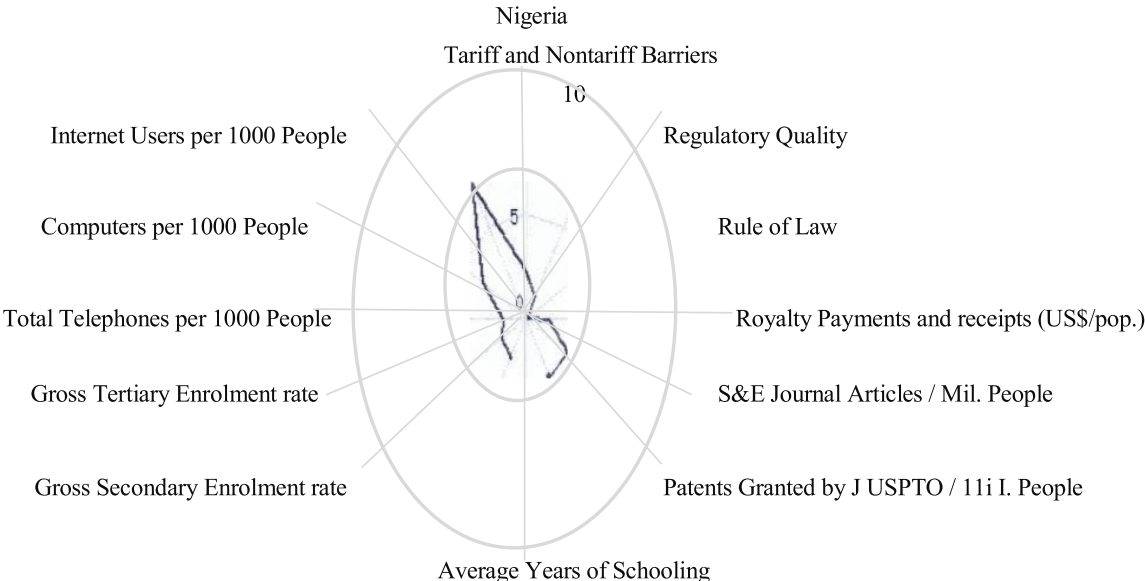 Nigeria
Tariff and Nontariff Barriers
10
Internet Users per 1000 People
Regulatory Quality
5
Computers per 1000 People
Rule of Law
0
Total Telephones per 1000 People
Royalty Payments and receipts (US$/pop.)
Gross Tertiary Enrolment rate
S&E Journal Articles / Mil. People
Gross Secondary Enrolment rate
Patents Granted by J USPTO / 11i I. People
Average Years of Schooling